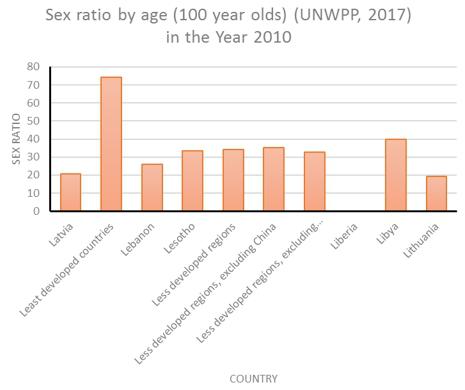 Sex ratio by age (100 year olds) (UNWPP, 2017)
in the Year 2010
80
70
60
50
40
30
20
10
0
SEX RATIO
Latvia
Least developed countries
Lebanon
Lesotho
Less developed regions
Less developed regions, excluding China
Less developed regions, excluding...
Liberia
Libya
Lithuania
COUNTRY